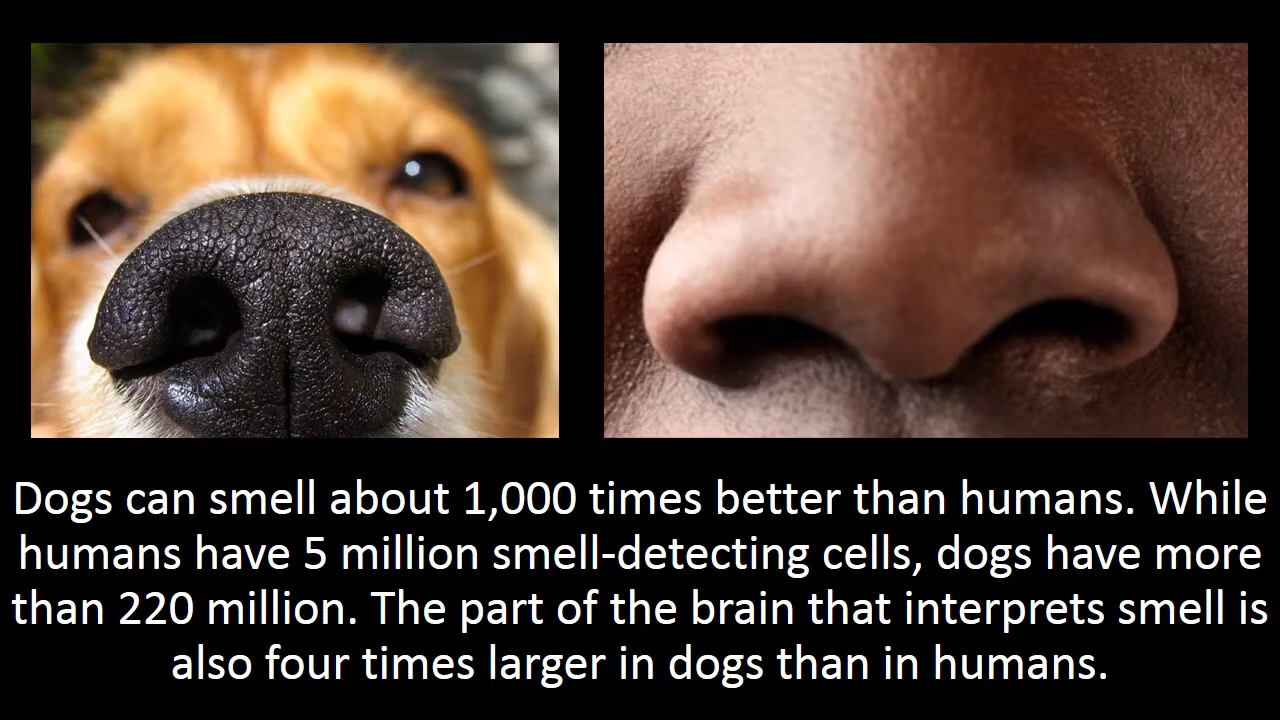 Dogs can smell about 1,000 times better than humans. While
humans have 5 million smell-detecting cells, dogs have more
than 220 million. The part of the brain that interprets smell is
also four times larger in dogs than in humans.